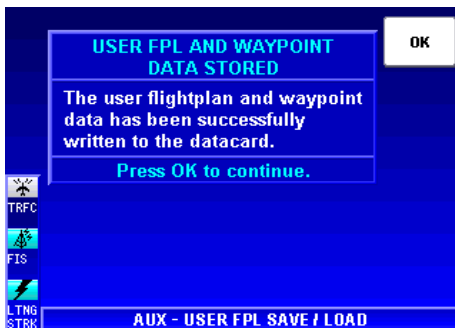 USER FPL AND WAYPOINT
DATA STORED
OK
The user flightplan and waypoint
data has been successfully
written to the datacard.
Press OK to continue.
TRFC
FIS
LTNG
STRK
AUX - USER FPL SAVE / LOAD